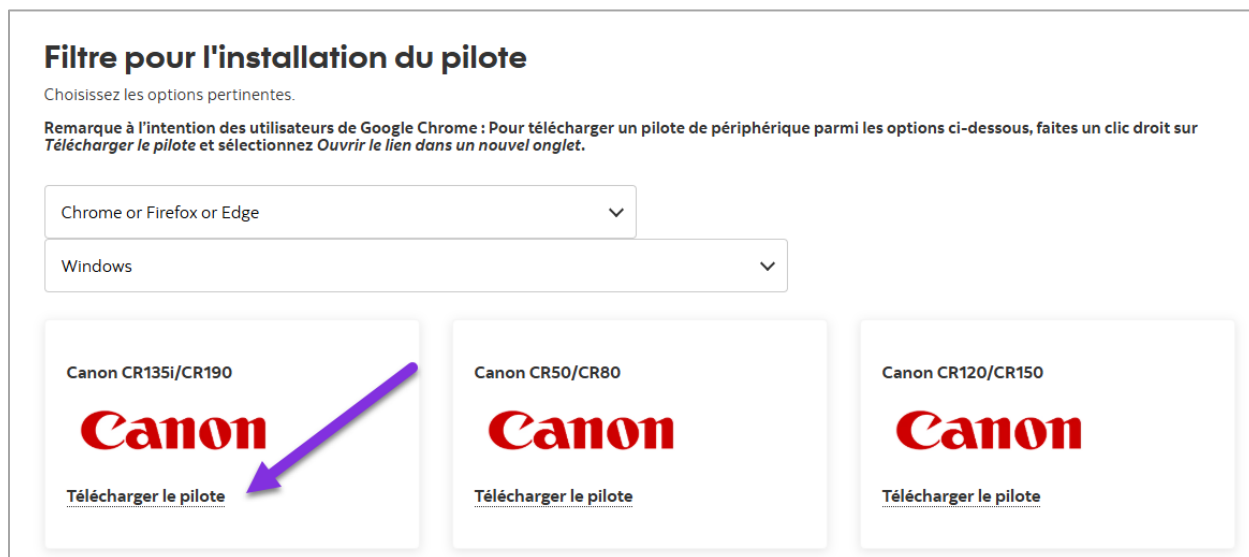 Filtre pour l'installation du pilote
Choisissez les options pertinentes.
Remarque à l’intention des utilisateurs de Google Chrome : Pour télécharger un pilote de périphérique parmi les options ci-dessous, faites un clic droit sur
Télécharger le pilote et sélectionnez Ouvrir le lien dans un nouvel onglet.
Chrome or Firefox or Edge
Windows
Canon CR135i/CR190
Canon
Télécharger le pilote
Canon CR50/CR80
Canon
Télécharger le pilote
Canon CR120/CR150
Canon
Télécharger le pilote